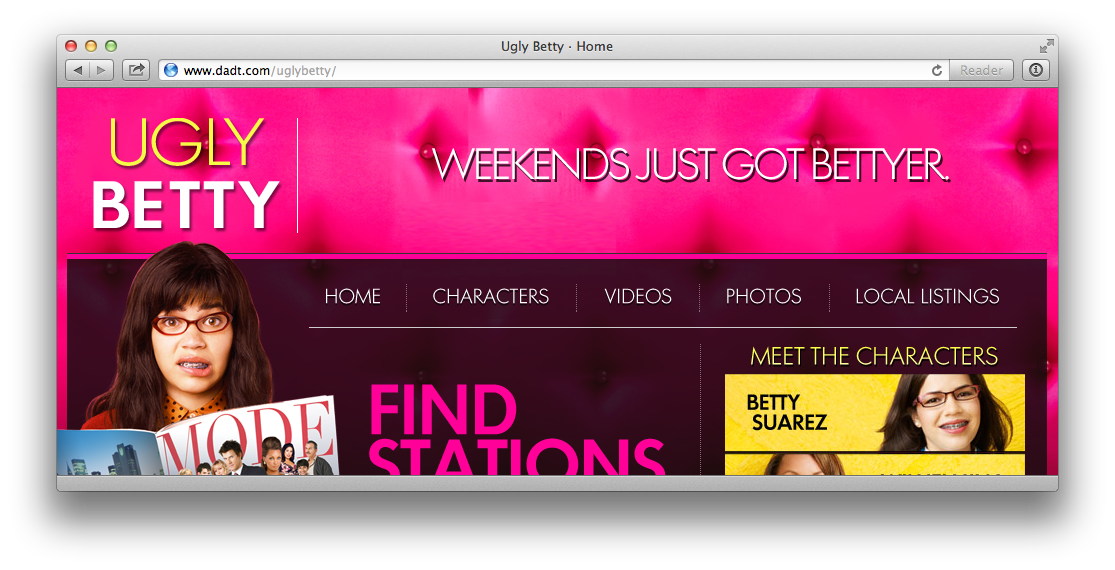 Ugly Betty · Home
www.dadt.com/uglybetty/
Reader
UGLY
BETTY
WEEKENDS JUST GOT BETTYER.
HOME
CHARACTERS
VIDEOS
PHOTOS
LOCAL LISTINGS
MODE
FIND
STATIONS
MEET THE CHARACTERS
BETTY
SUAREZ